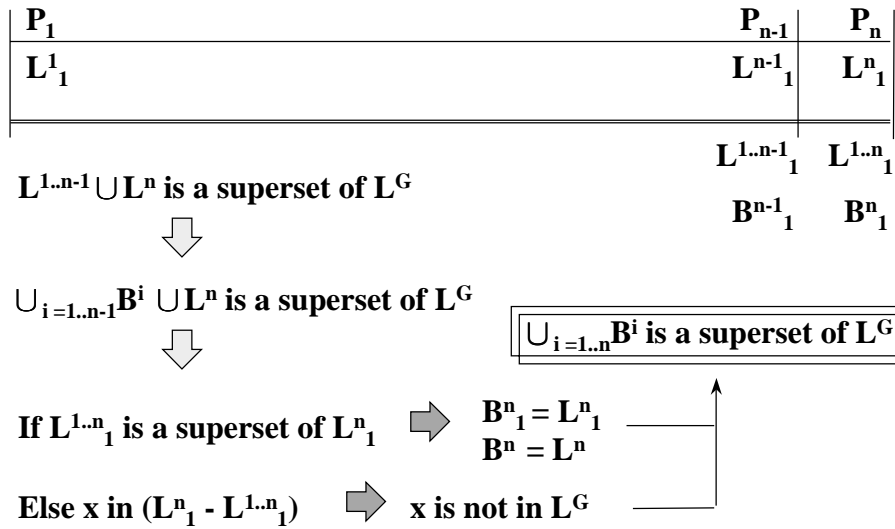 P₁ Pₙ₋₁ Pₙ
L¹₁ Lⁿ⁻¹₁ Lⁿ₁
L¹··ⁿ⁻¹₁ L¹··ⁿ₁
L¹··ⁿ⁻¹ ∪ Lⁿ is a superset of Lᴳ
Bⁿ⁻¹₁ Bⁿ₁
∪ᵢ ₌₁..ₙ₋₁Bⁱ ∪ Lⁿ is a superset of Lᴳ
∪ᵢ ₌₁..ₙBⁱ is a superset of Lᴳ
If L¹··ⁿ₁ is a superset of Lⁿ₁ Bⁿ₁ = Lⁿ₁
Bⁿ = Lⁿ
Else x in (Lⁿ₁ - L¹··ⁿ₁) x is not in Lᴳ